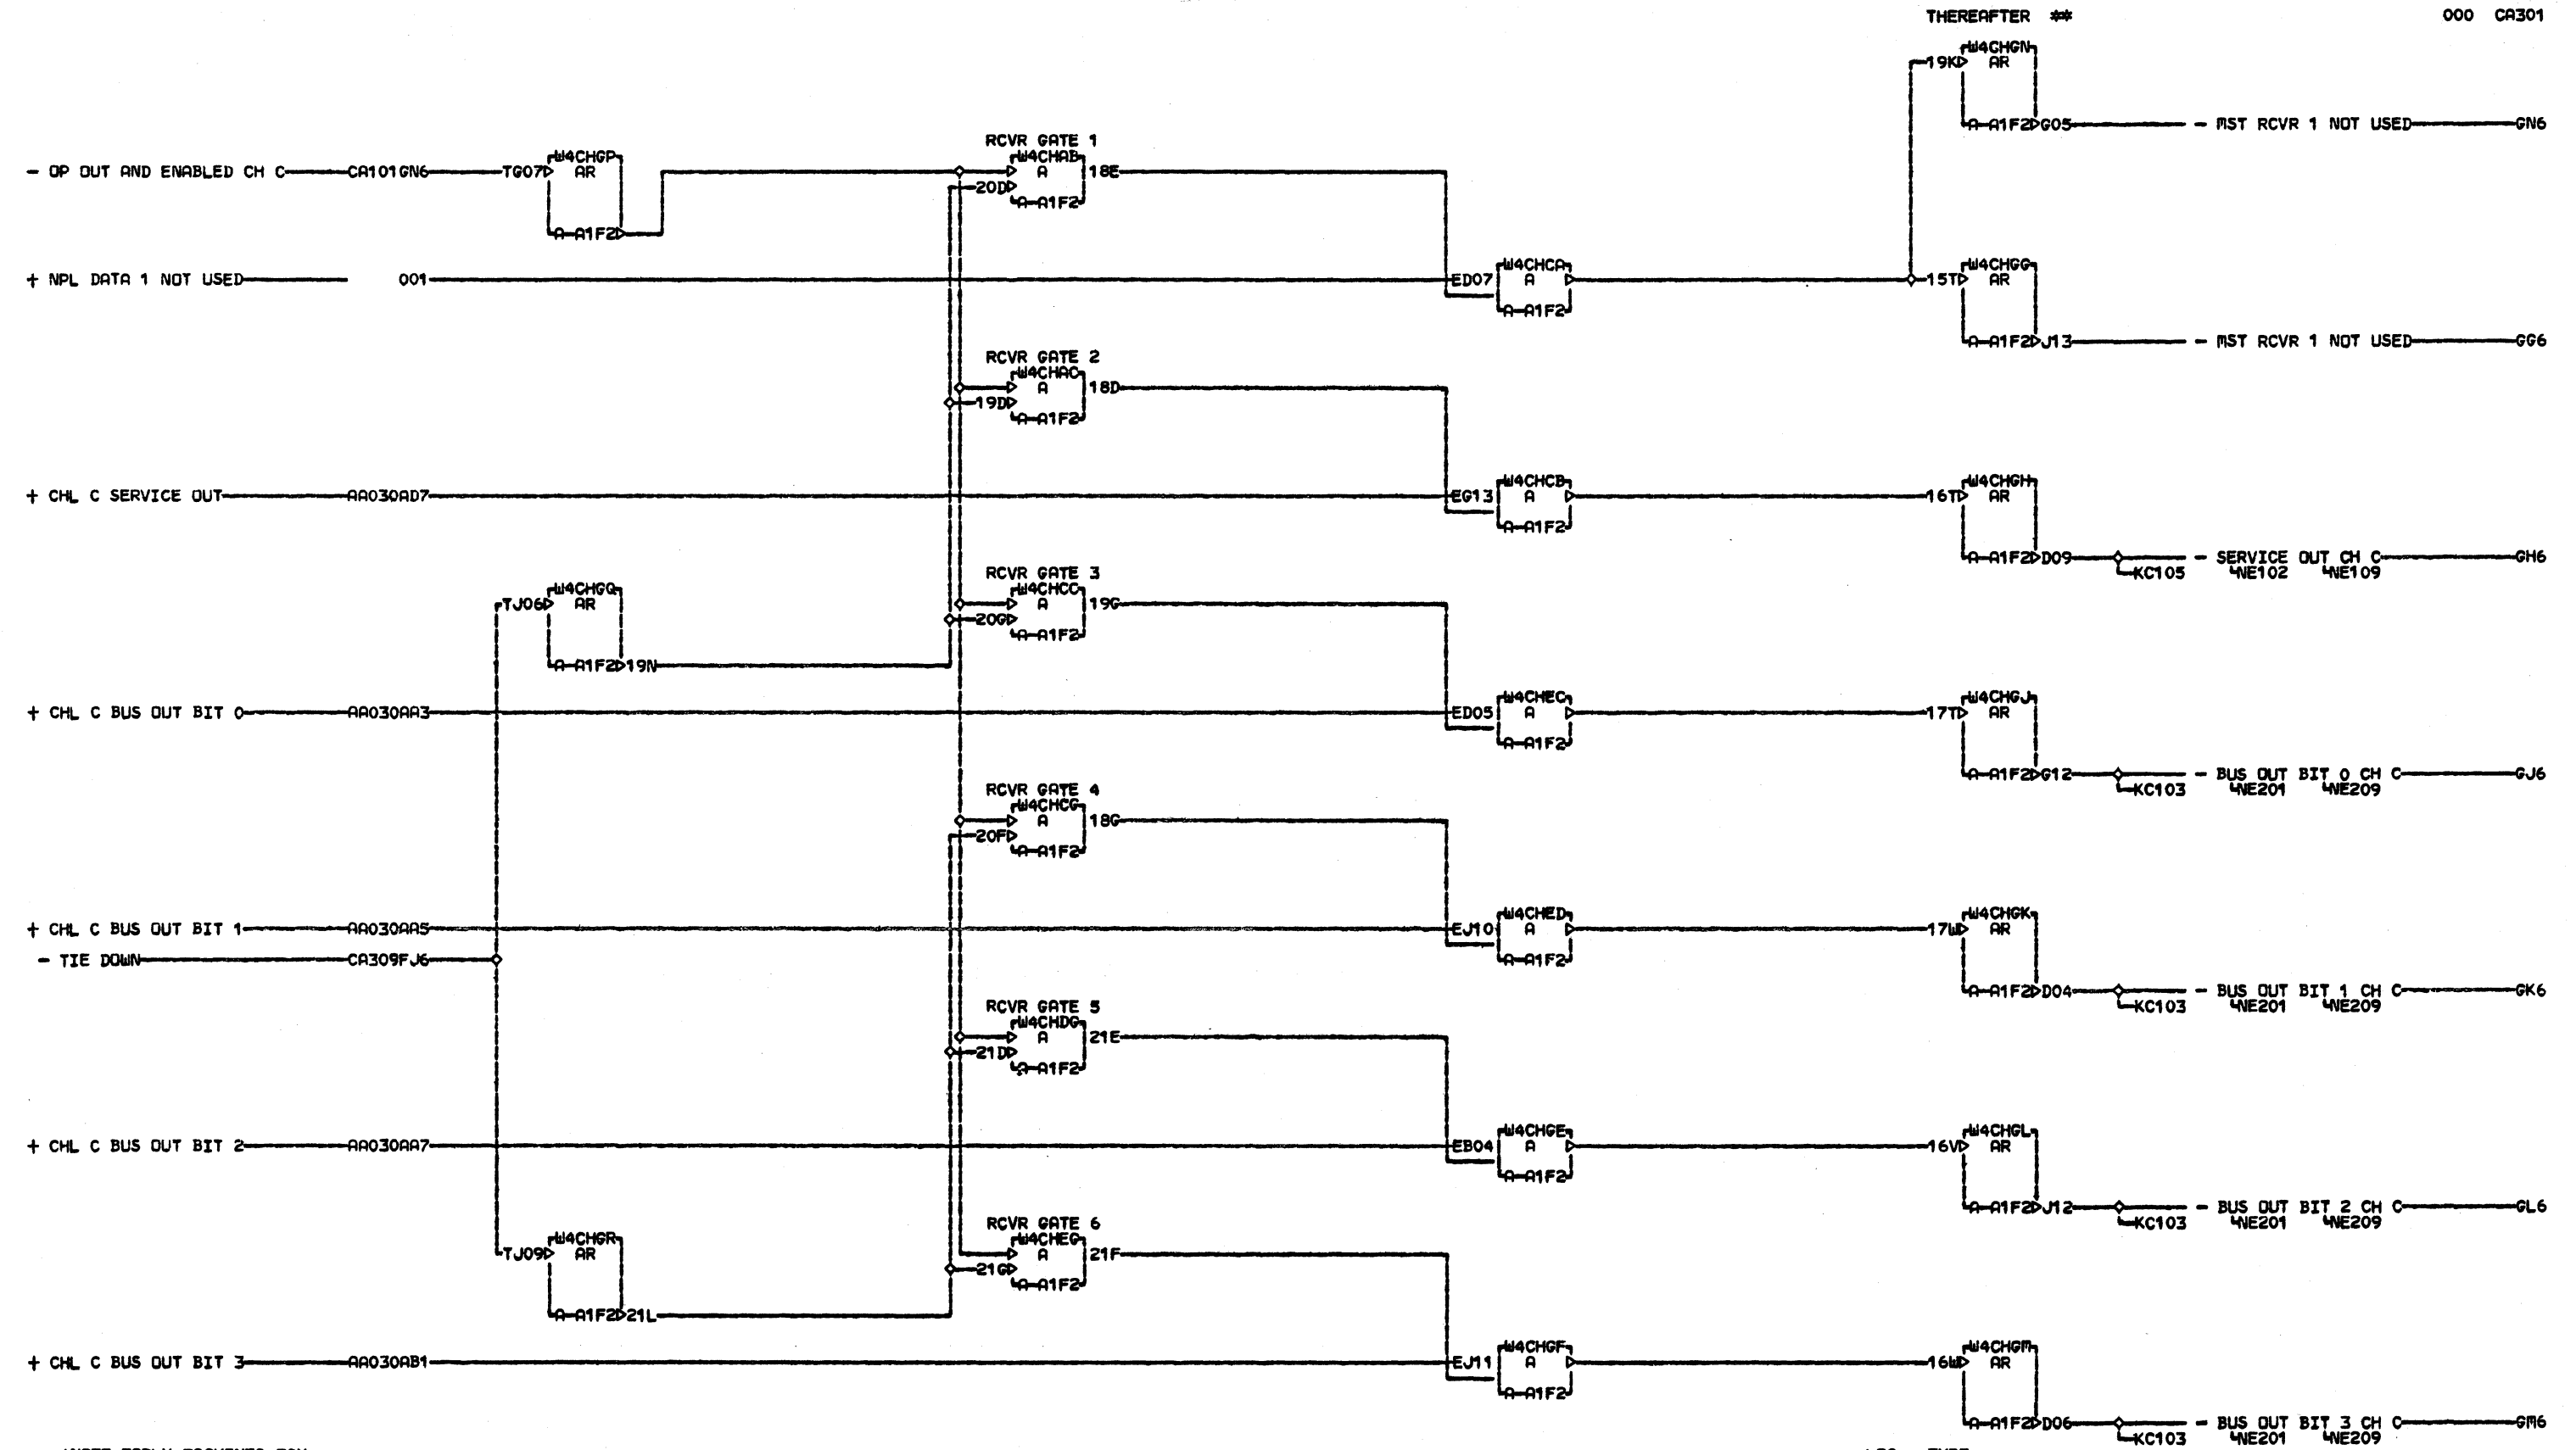 THEREAFTER ** 000 CA301
W4CHGN
19K AR
A-A1F2 G05 - MST RCVR 1 NOT USED GN6
RCVR GATE 1
W4CHGP W4CHAB
- OP OUT AND ENABLED CH C CA101GN6 TG07 AR A 18E
20D
A-A1F2
A-A1F2
W4CHCA W4CHGG
+ NPL DATA 1 NOT USED 001 ED07 A 15T AR
A-A1F2
A-A1F2 J13 - MST RCVR 1 NOT USED GG6
RCVR GATE 2
W4CHAC
A 18D
19D
A-A1F2
W4CHCB W4CHGH
+ CHL C SERVICE OUT AA030AD7 EG13 A 16T AR
A-A1F2
A-A1F2 D09 - SERVICE OUT CH C GH6
KC105 NE102 NE109
RCVR GATE 3
W4CHGQ W4CHCC
TJ06 AR A 19G
20G
A-A1F2
A-A1F2 19N
W4CHEC W4CHGJ
+ CHL C BUS OUT BIT 0 AA030AA3 ED05 A 17T AR
A-A1F2
A-A1F2 G12 - BUS OUT BIT 0 CH C GJ6
KC103 NE201 NE209
RCVR GATE 4
W4CHCG
A 18G
20F
A-A1F2
W4CHED W4CHGK
+ CHL C BUS OUT BIT 1 AA030AA5 EJ10 A 17W AR
- TIE DOWN CA309FJ6 A-A1F2
A-A1F2 D04 - BUS OUT BIT 1 CH C GK6
KC103 NE201 NE209
RCVR GATE 5
W4CHDG
A 21E
21D
A-A1F2
W4CHGE W4CHGL
+ CHL C BUS OUT BIT 2 AA030AA7 EB04 A 16V AR
A-A1F2
A-A1F2 J12 - BUS OUT BIT 2 CH C GL6
KC103 NE201 NE209
RCVR GATE 6
W4CHGR W4CHEG
TJ09 AR A 21F
21G
A-A1F2
A-A1F2 21L
W4CHGF W4CHGM
+ CHL C BUS OUT BIT 3 AA030AB1 EJ11 A 16W AR
A-A1F2
A-A1F2 D06 - BUS OUT BIT 3 CH C GM6
KC103 NE201 NE209